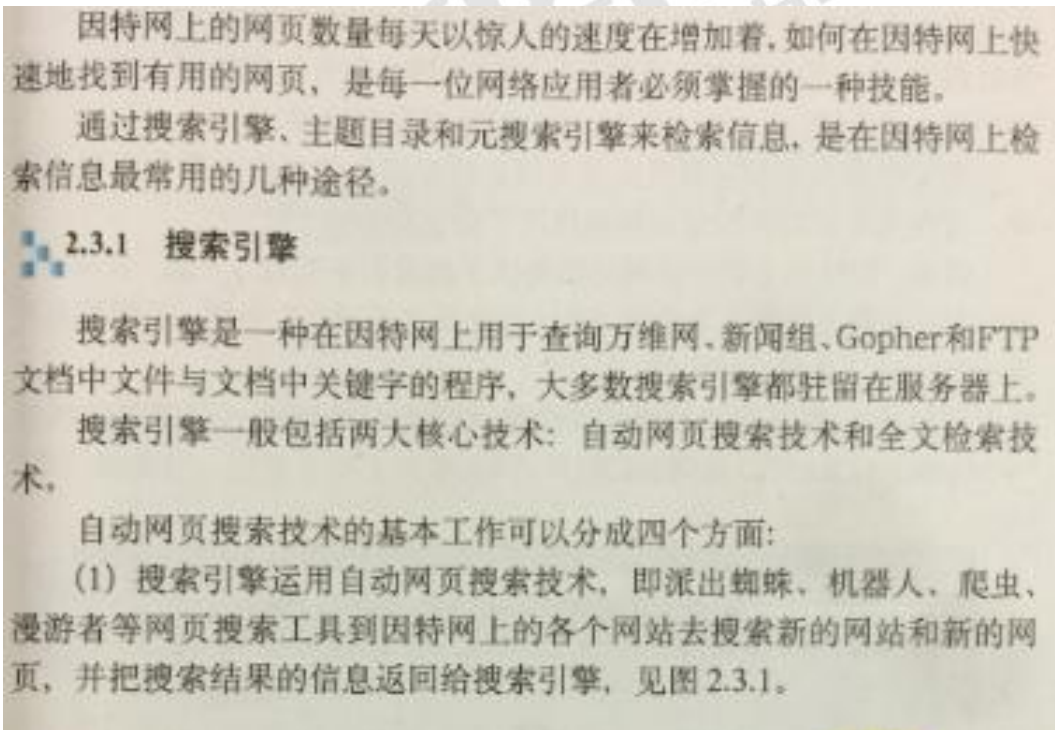 因特网上的网页数量每天以惊人的速度在增加着,如何在因特网上快
速地找到有用的网页，是每一位网络应用者必须掌握的一种技能。
通过搜索引擎、主题目录和元搜索引擎来检索信息,是在因特网上检
索信息最常用的几种途径。
2.3.1 搜索引擎
搜索引擎是一种在因特网上用于查询万维网、新闻组、Gopher和FTP
文档中文件与文档中关键字的程序，大多数搜索引擎都驻留在服务器上。
搜索引擎一般包括两大核心技术：自动网页搜索技术和全文检索技
术。
自动网页搜索技术的基本工作可以分成四个方面:
(1) 搜索引擎运用自动网页搜索技术，即派出蜘蛛、机器人、爬虫、
漫游者等网页搜索工具到因特网上的各个网站去搜索新的网站和新的网
页，并把搜索结果的信息返回给搜索引擎，见图 2.3.1。